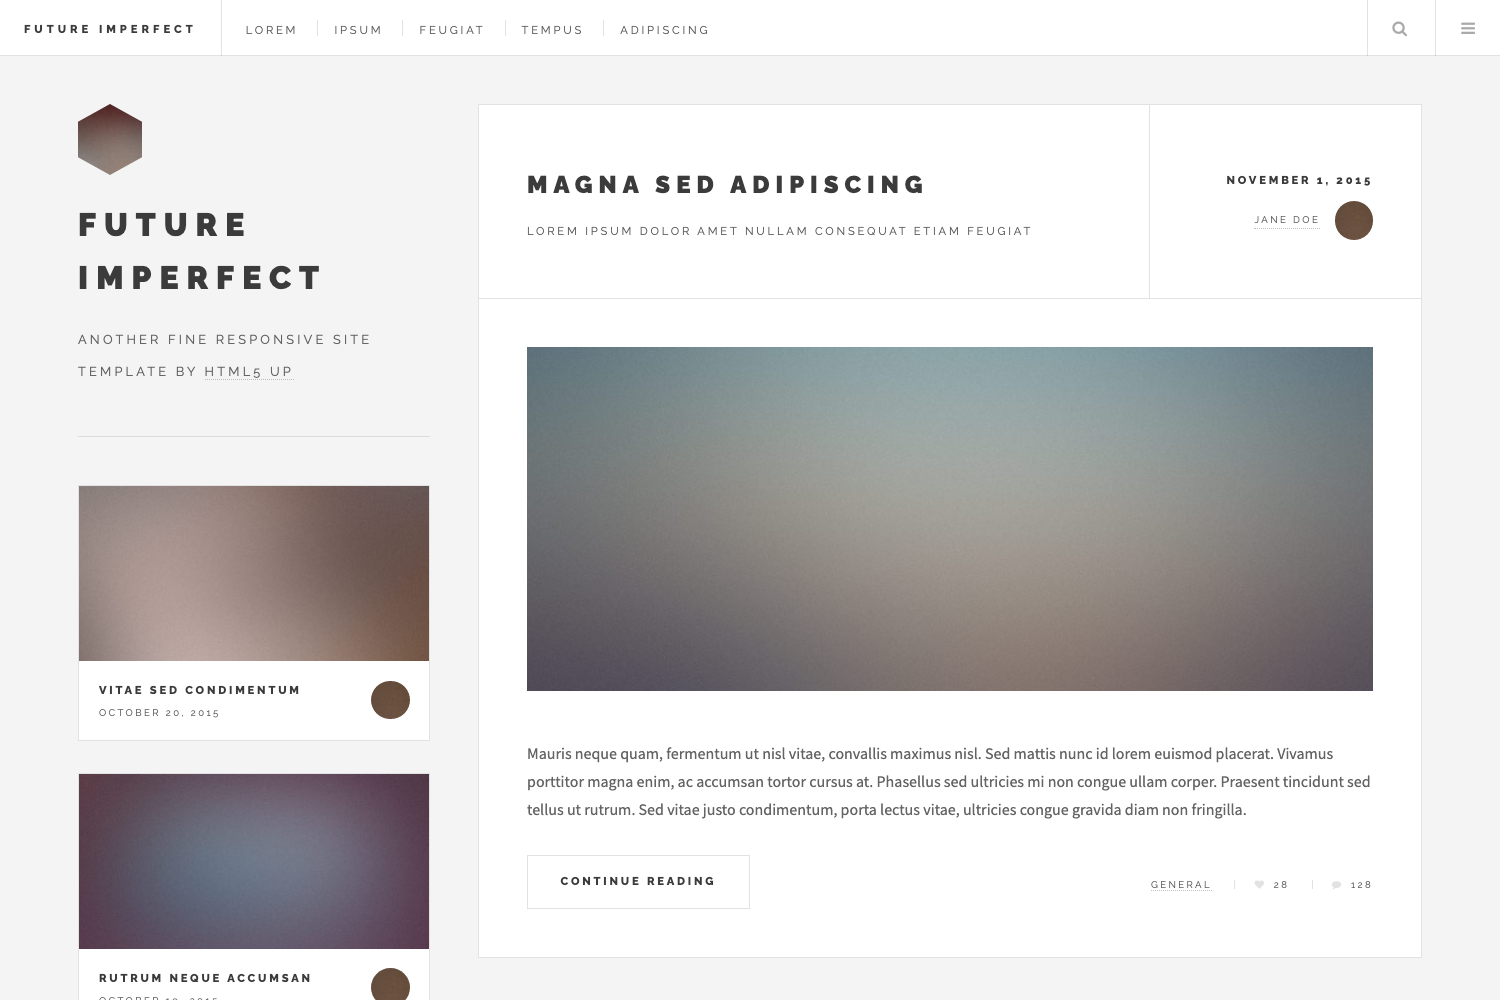 FUTURE IMPERFECT
LOREM
IPSUM
FEUGIAT
TEMPUS
ADIPISCING
FUTURE
IMPERFECT
ANOTHER FINE RESPONSIVE SITE
TEMPLATE BY HTML5 UP
VITAE SED CONDIMENTUM
OCTOBER 20, 2015
RUTRUM NEQUE ACCUMSAN
MAGNA SED ADIPISCING
LOREM IPSUM DOLOR AMET NULLAM CONSEQUAT ETIAM FEUGIAT
NOVEMBER 1, 2015
JANE DOE
Mauris neque quam, fermentum ut nisl vitae, convallis maximus nisl. Sed mattis nunc id lorem euismod placerat. Vivamus
porttitor magna enim, ac accumsan tortor cursus at. Phasellus sed ultricies mi non congue ullam corper. Praesent tincidunt sed
tellus ut rutrum. Sed vitae justo condimentum, porta lectus vitae, ultricies congue gravida diam non fringilla.
CONTINUE READING
GENERAL
28
128